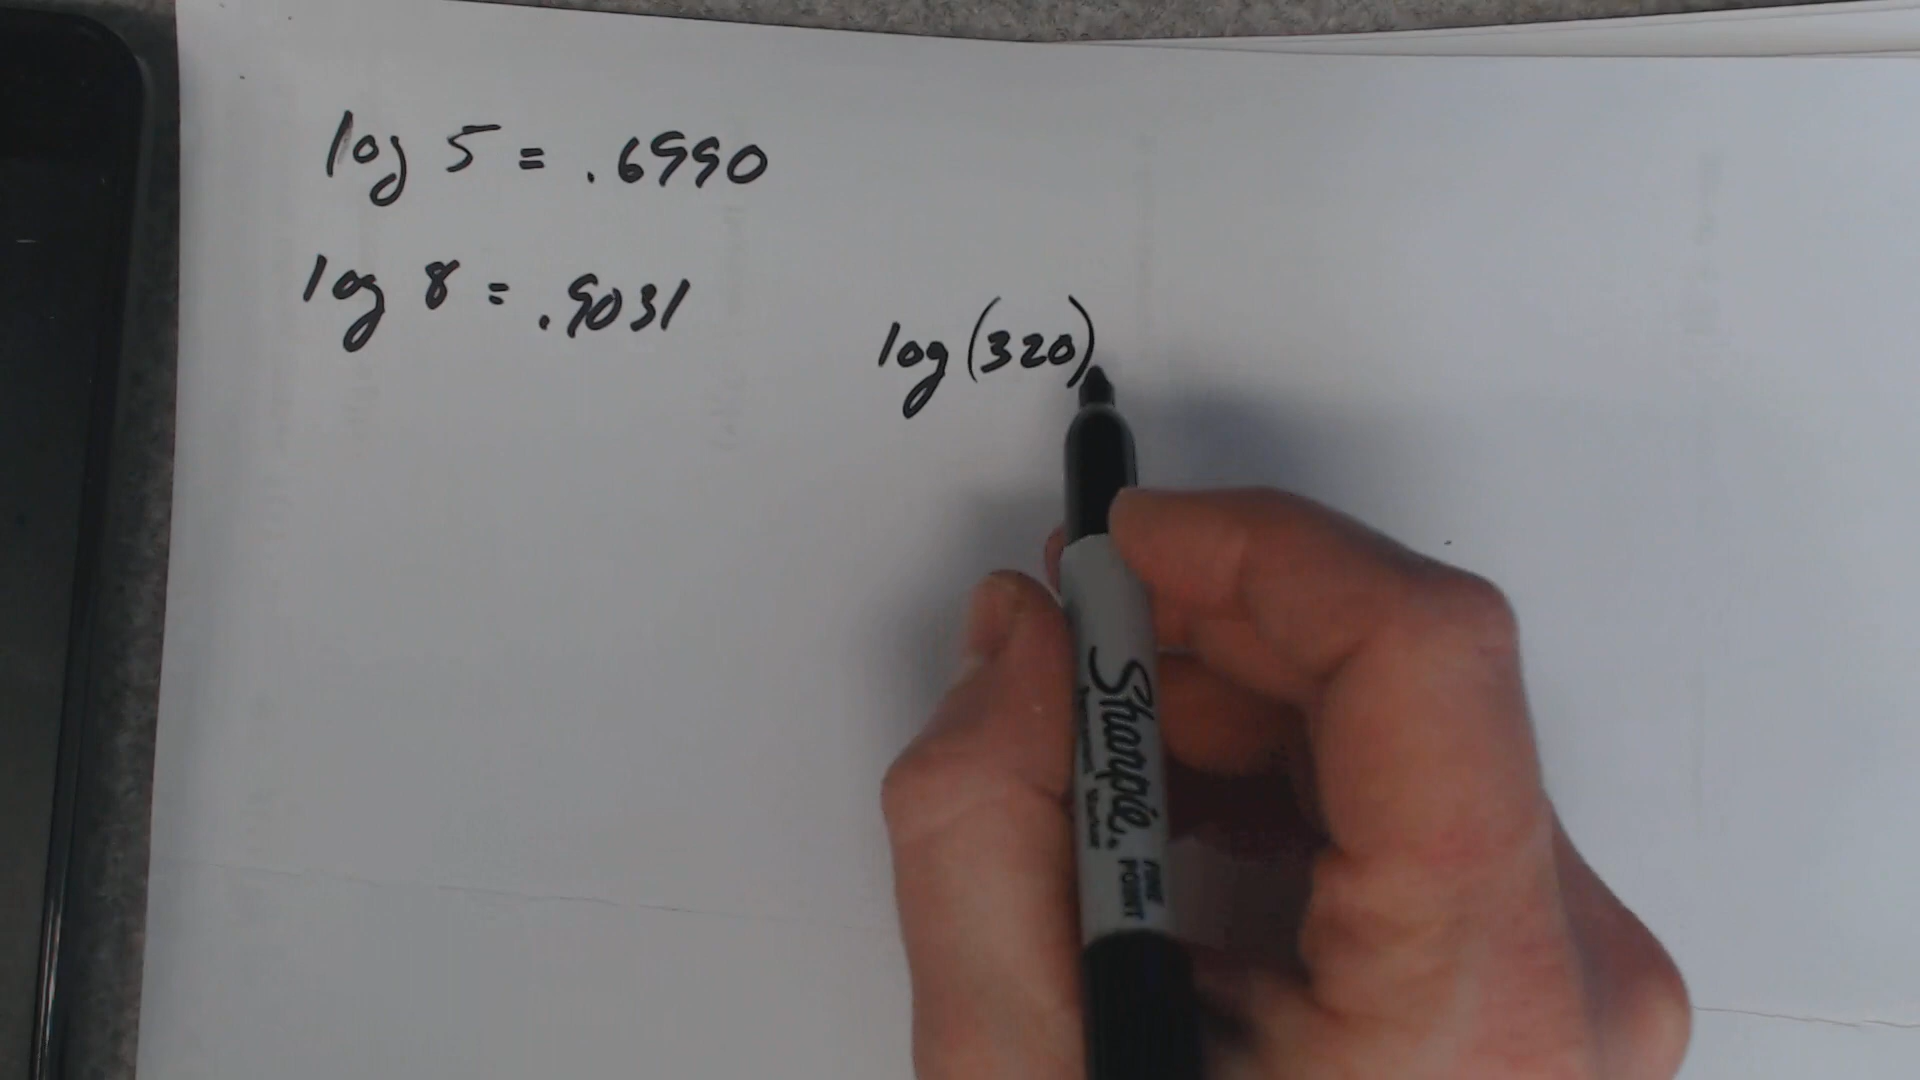 log 5 = .6990
log 8 = .9031
log (320)
Sharpie.
FINE
POINT